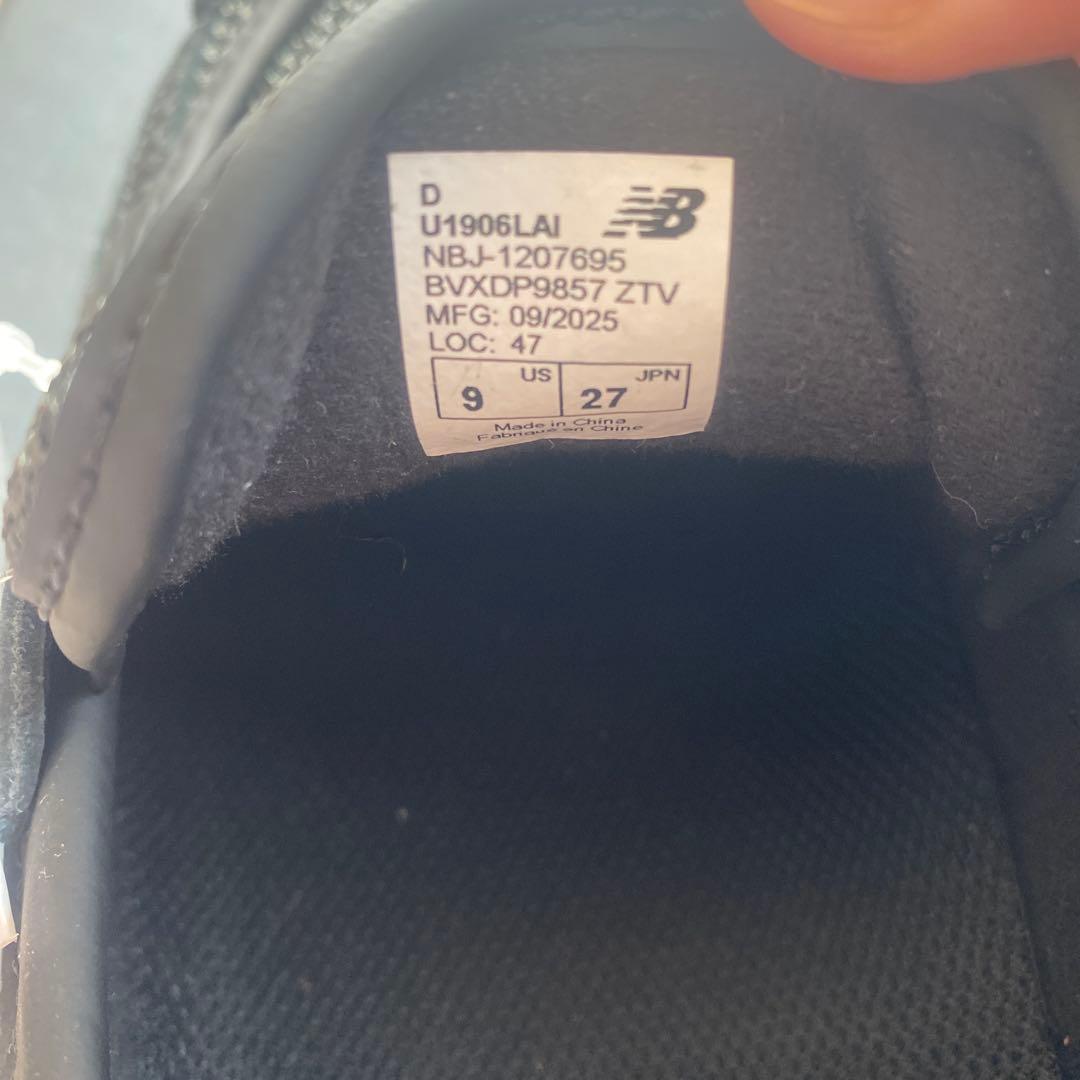 D
U1906LAI NB
NBJ-1207695
BVXDP9857 ZTV
MFG: 09/2025
LOC: 47
9 US 27 JPN
Made in China
Fabriqué en Chine